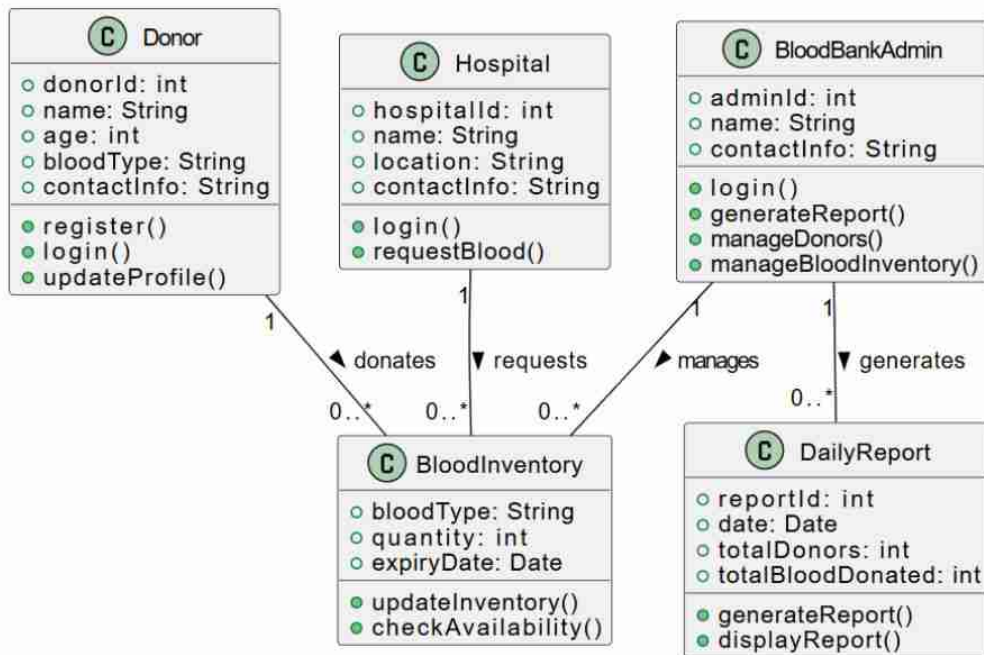 C Donor
donorId: int
name: String
age: int
bloodType: String
contactInfo: String
register()
login()
updateProfile()
C Hospital
hospitalId: int
name: String
location: String
contactInfo: String
login()
requestBlood()
C BloodBankAdmin
adminId: int
name: String
contactInfo: String
login()
generateReport()
manageDonors()
manageBloodInventory()
1
1
1
1
donates
requests
manages
generates
0..*
0..*
0..*
0..*
C BloodInventory
bloodType: String
quantity: int
expiryDate: Date
updateInventory()
checkAvailability()
C DailyReport
reportId: int
date: Date
totalDonors: int
totalBloodDonated: int
generateReport()
displayReport()